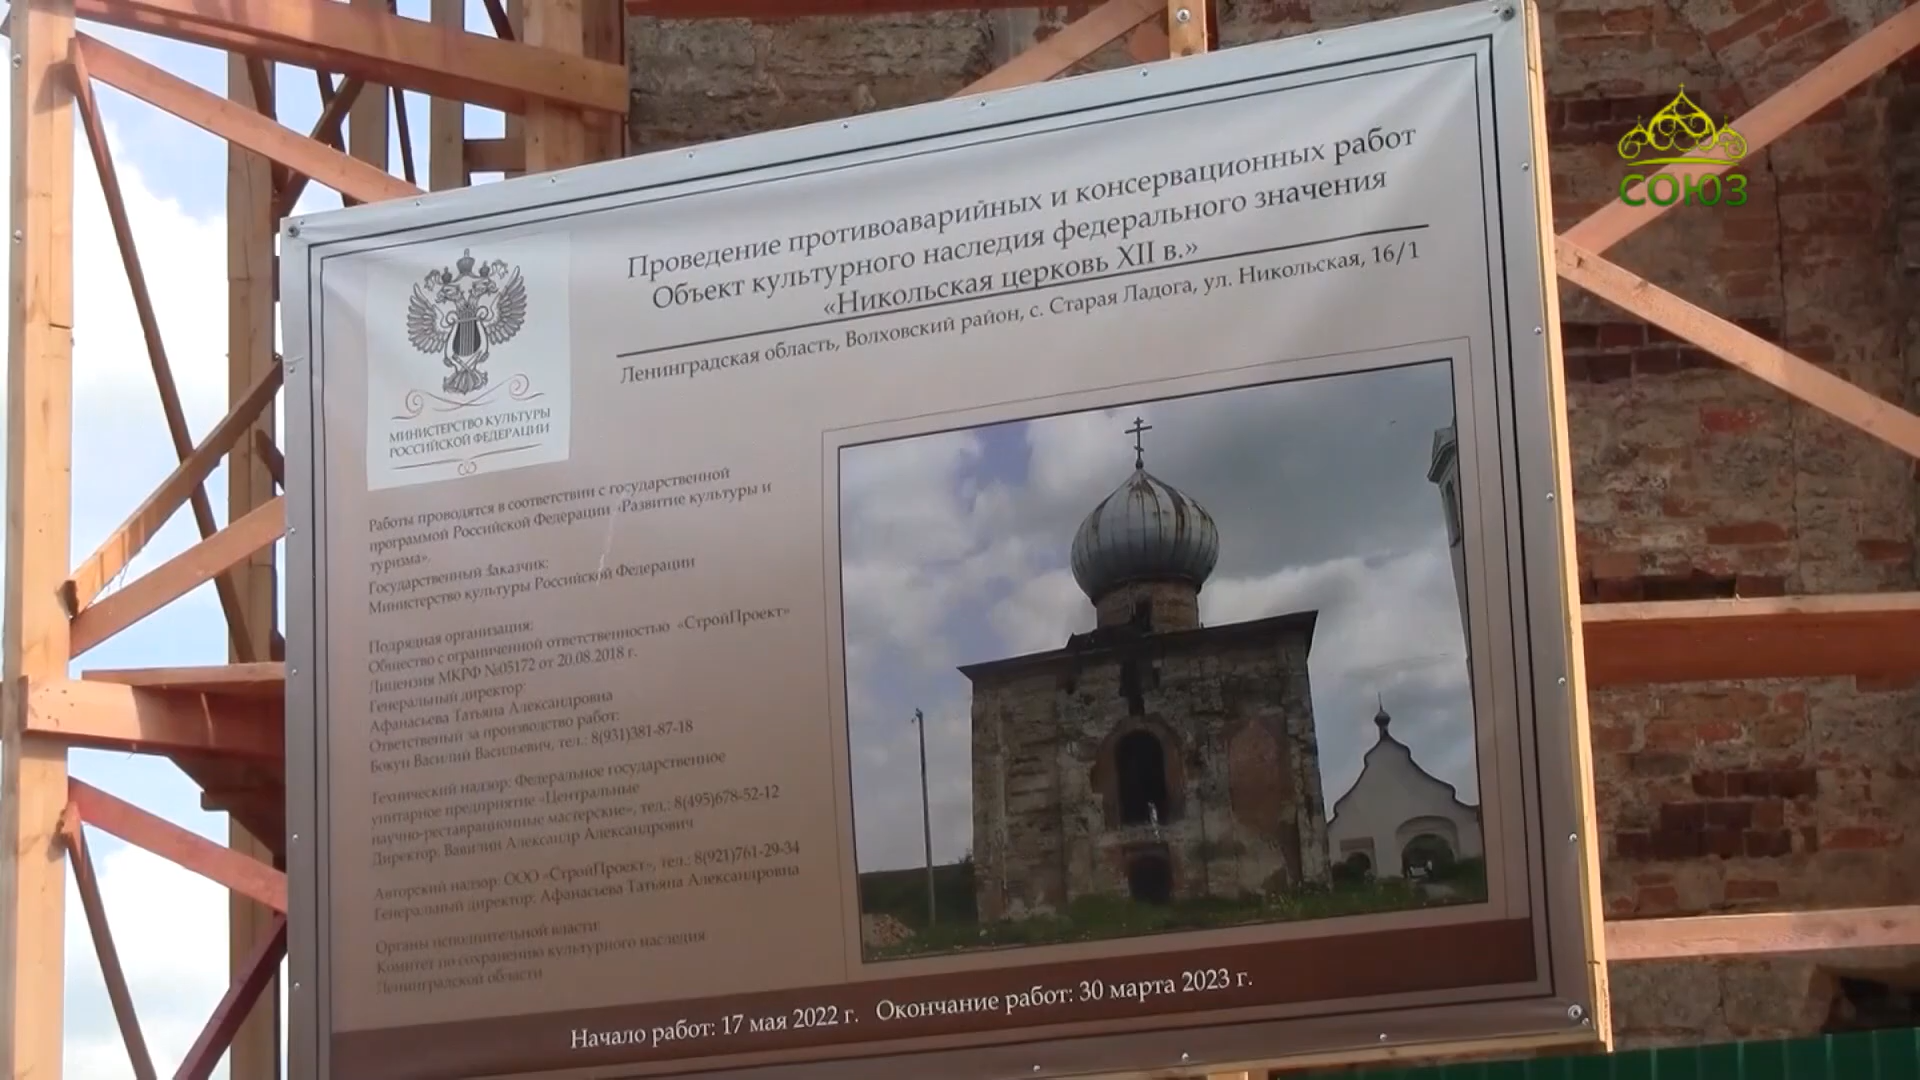 СОЮЗ
Проведение противоаварийных и консервационных работ
Объект культурного наследия федерального значения
«Никольская церковь XII в.»
Ленинградская область, Волховский район, с. Старая Ладога, ул. Никольская, 16/1
МИНИСТЕРСТВО КУЛЬТУРЫ
РОССИЙСКОЙ ФЕДЕРАЦИИ
Работы проводятся в соответствии с государственной
программой Российской Федерации «Развитие культуры и
туризма».
Государственный Заказчик:
Министерство культуры Российской Федерации
Подрядная организация:
Общество с ограниченной ответственностью «СтройПроект»
Лицензия МКРФ №05172 от 20.08.2018 г.
Генеральный директор:
Афанасьева Татьяна Александровна
Ответственый за производство работ:
Бокун Василий Васильевич, тел.: 8(931)381-87-18
Технический надзор: Федеральное государственное
унитарное предприятие «Центральные
научно-реставрационные мастерские», тел.: 8(495)678-52-12
Директор: Вавилин Александр Александрович
Авторский надзор: ООО «СтройПроект», тел.: 8(921)761-29-34
Генеральный директор: Афанасьева Татьяна Александровна
Органы исполнительной власти:
Комитет по сохранению культурного наследия
Ленинградской области
Начало работ: 17 мая 2022 г. Окончание работ: 30 марта 2023 г.